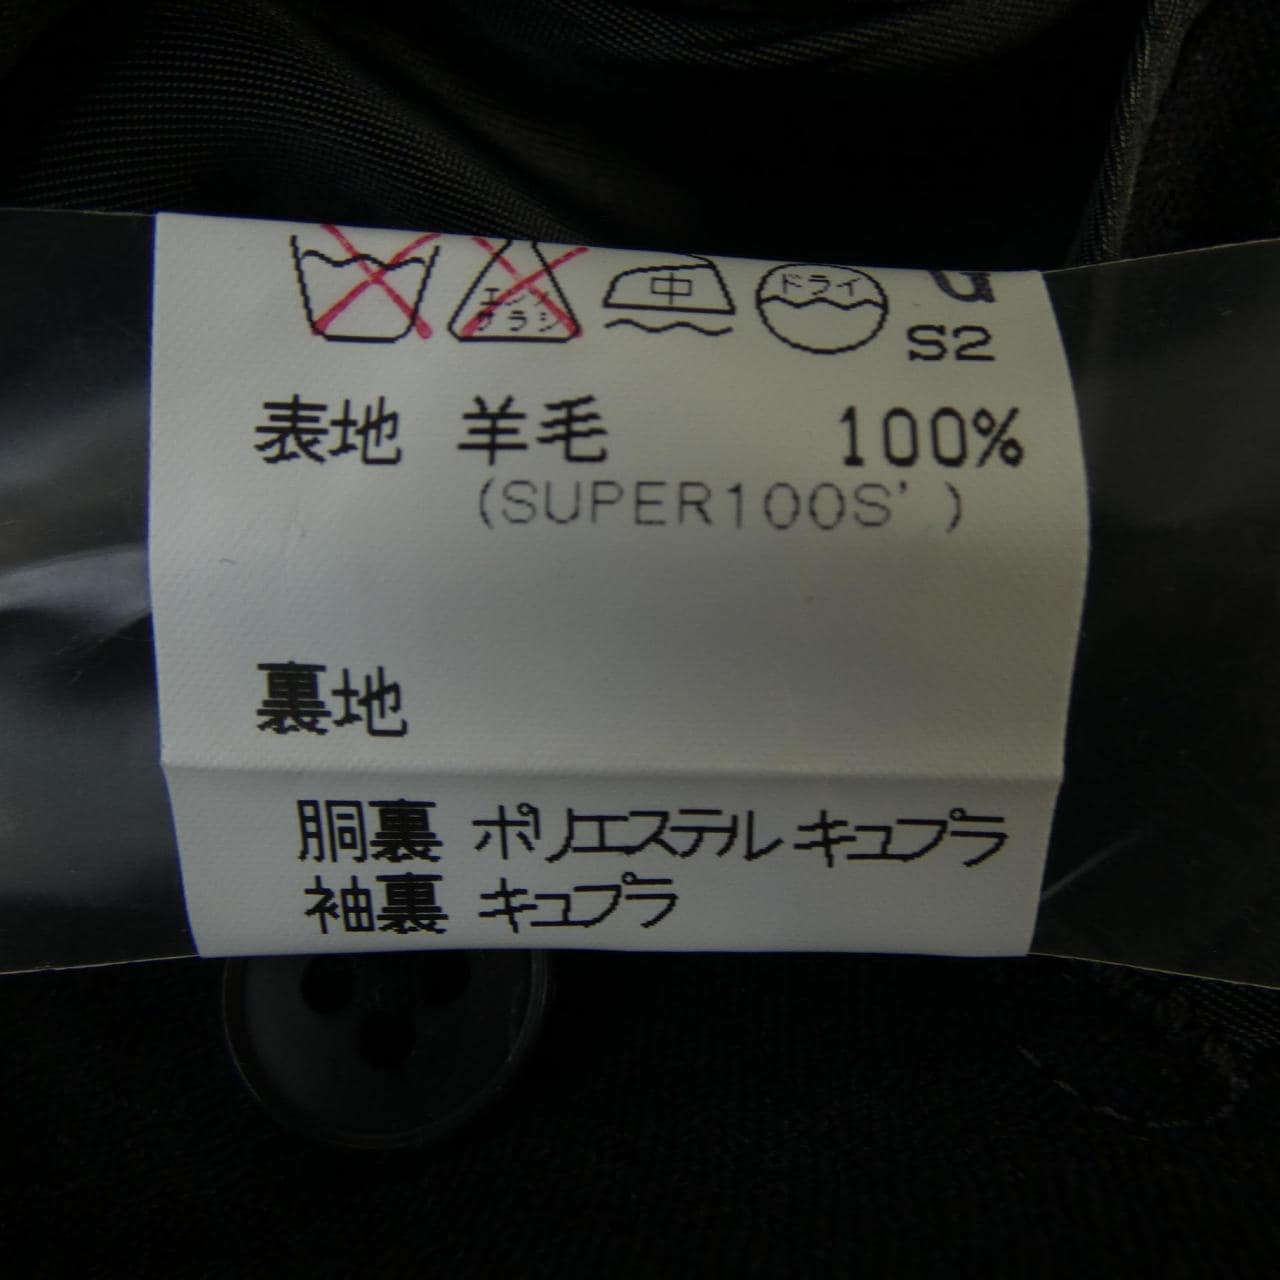 エンソ
サラシ
中
ドライ
S2
表地 羊毛 100%
(SUPER100S')
裏地
胴裏 ポリエステル キュプラ
袖裏 キュプラ